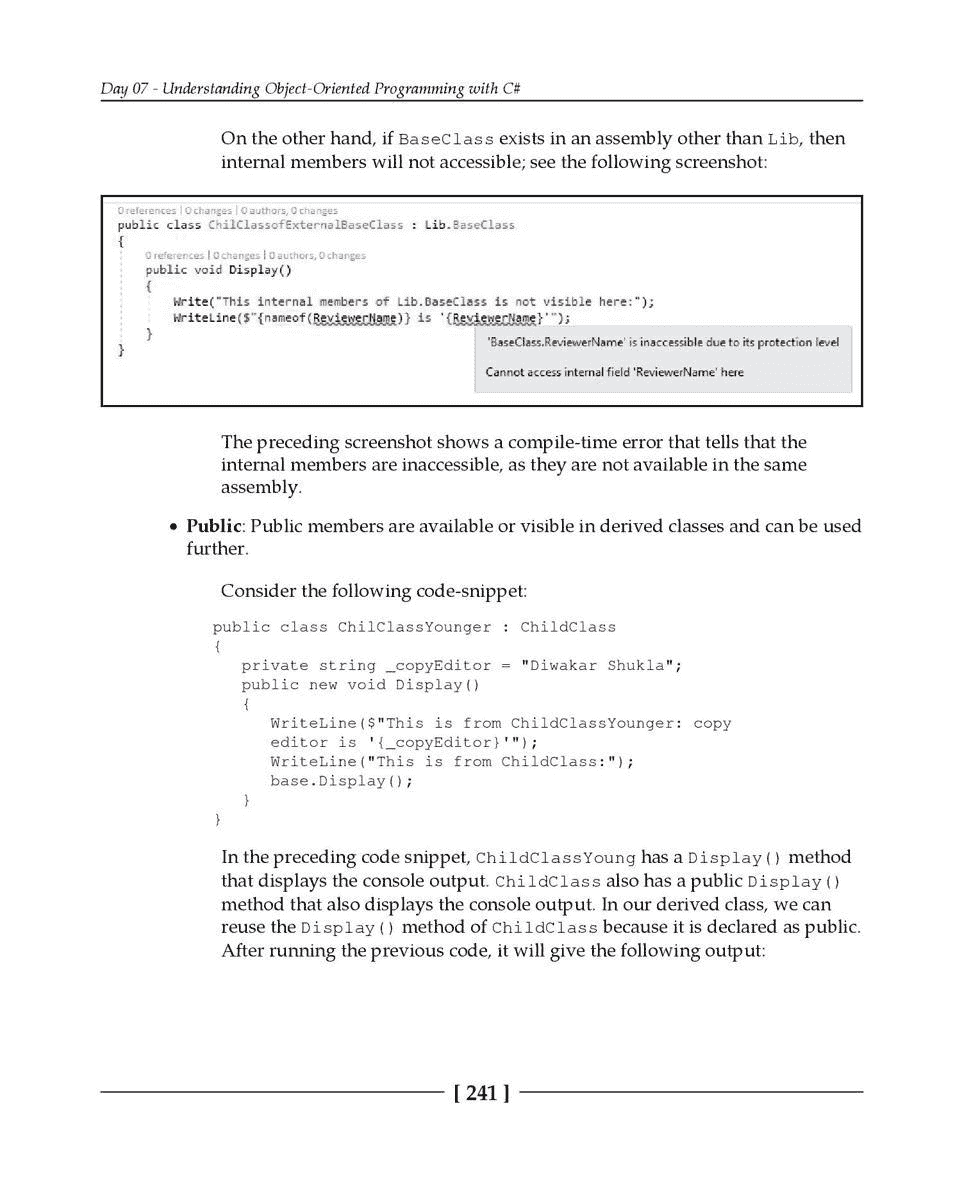 Day 07 - Understanding Object-Oriented Programming with C#
On the other hand, if BaseClass exists in an assembly other than Lib, then
internal members will not accessible; see the following screenshot:
0 references | 0 changes | 0 authors, 0 changes
public class ChilClassofExternalBaseClass : Lib.BaseClass
{
0 references | 0 changes | 0 authors, 0 changes
public void Display()
{
Write("This internal members of Lib.BaseClass is not visible here:");
WriteLine($"{nameof(ReviewerName)} is '{ReviewerName}'");
}
'BaseClass.ReviewerName' is inaccessible due to its protection level
}
Cannot access internal field 'ReviewerName' here
The preceding screenshot shows a compile-time error that tells that the
internal members are inaccessible, as they are not available in the same
assembly.
• Public: Public members are available or visible in derived classes and can be used
further.
Consider the following code-snippet:
public class ChilClassYounger : ChildClass
{
private string _copyEditor = "Diwakar Shukla";
public new void Display()
{
WriteLine($"This is from ChildClassYounger: copy
editor is '{_copyEditor}'");
WriteLine("This is from ChildClass:");
base.Display();
}
}
In the preceding code snippet, ChildClassYoung has a Display() method
that displays the console output. ChildClass also has a public Display()
method that also displays the console output. In our derived class, we can
reuse the Display() method of ChildClass because it is declared as public.
After running the previous code, it will give the following output:
[ 241 ]